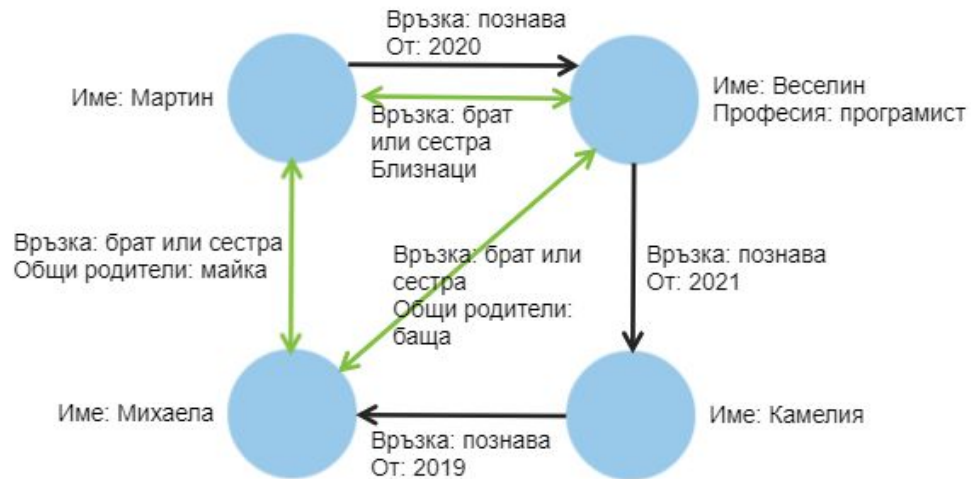 Връзка: познава
От: 2020
Име: Мартин
Име: Веселин
Професия: програмист
Връзка: брат
или сестра
Близнаци
Връзка: брат или сестра
Общи родители: майка
Връзка: брат или
сестра
Общи родители:
баща
Връзка: познава
От: 2021
Име: Михаела
Име: Камелия
Връзка: познава
От: 2019